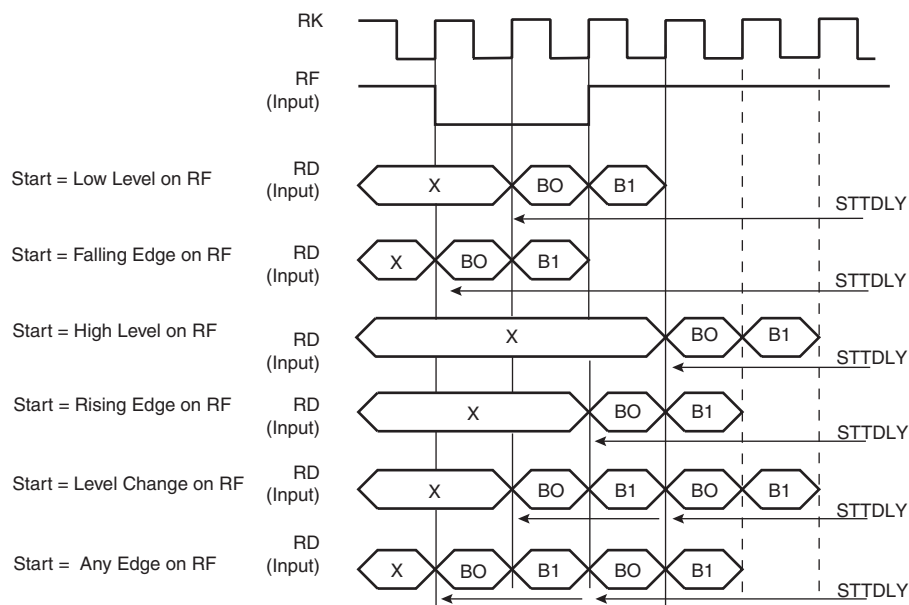 RK
RF
(Input)
Start = Low Level on RF
RD
(Input)
X
BO
B1
STTDLY
Start = Falling Edge on RF
RD
(Input)
X
BO
B1
STTDLY
Start = High Level on RF
RD
(Input)
X
BO
B1
STTDLY
Start = Rising Edge on RF
RD
(Input)
X
BO
B1
STTDLY
Start = Level Change on RF
RD
(Input)
X
BO
B1
BO
B1
STTDLY
Start = Any Edge on RF
RD
(Input)
X
BO
B1
BO
B1
STTDLY